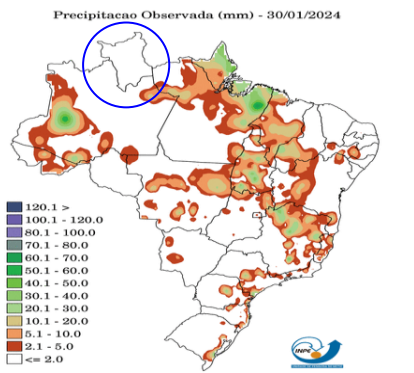 Precipitacao Observada (mm) - 30/01/2024
120.1 >
100.1 - 120.0
80.1 - 100.0
70.1 - 80.0
60.1 - 70.0
50.1 - 60.0
40.1 - 50.0
30.1 - 40.0
20.1 - 30.0
10.1 - 20.0
5.1 - 10.0
2.1 - 5.0
<= 2.0
INPE